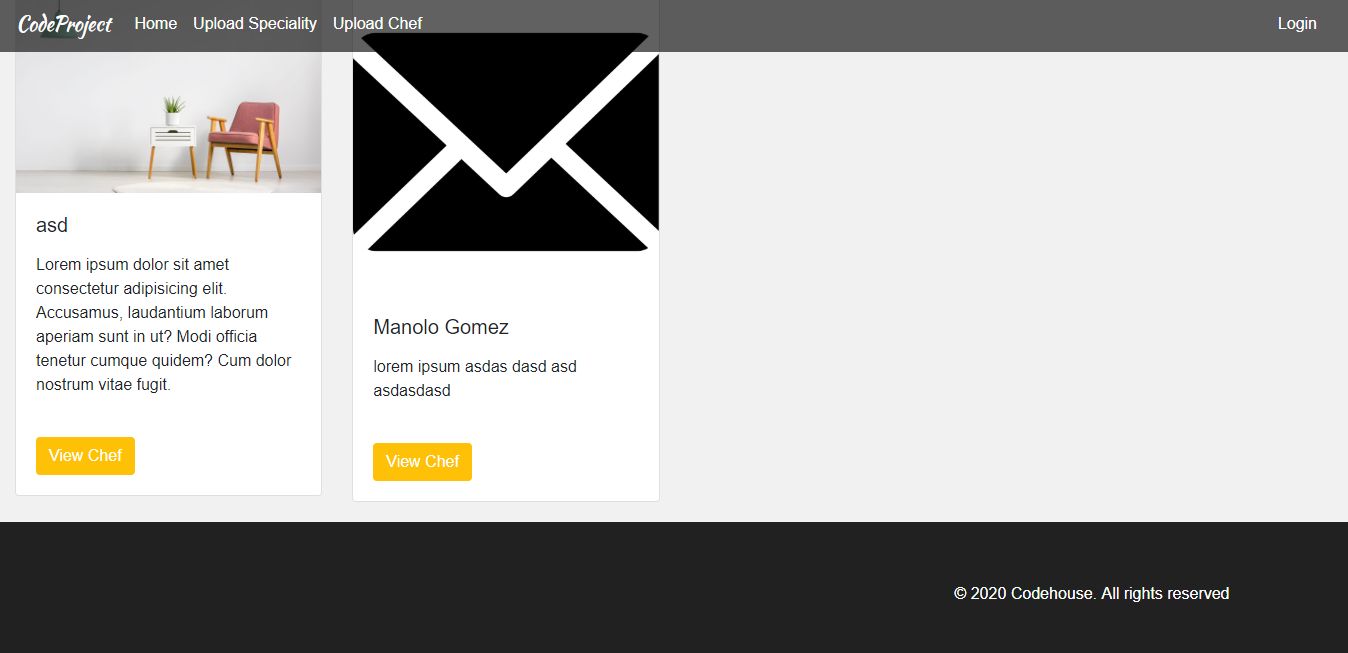 CodeProject Home Upload Speciality Upload Chef Login
asd
Lorem ipsum dolor sit amet
consectetur adipisicing elit.
Accusamus, laudantium laborum
aperiam sunt in ut? Modi officia
tenetur cumque quidem? Cum dolor
nostrum vitae fugit.
View Chef
Manolo Gomez
lorem ipsum asdas dasd asd
asdasdasd
View Chef
© 2020 Codehouse. All rights reserved